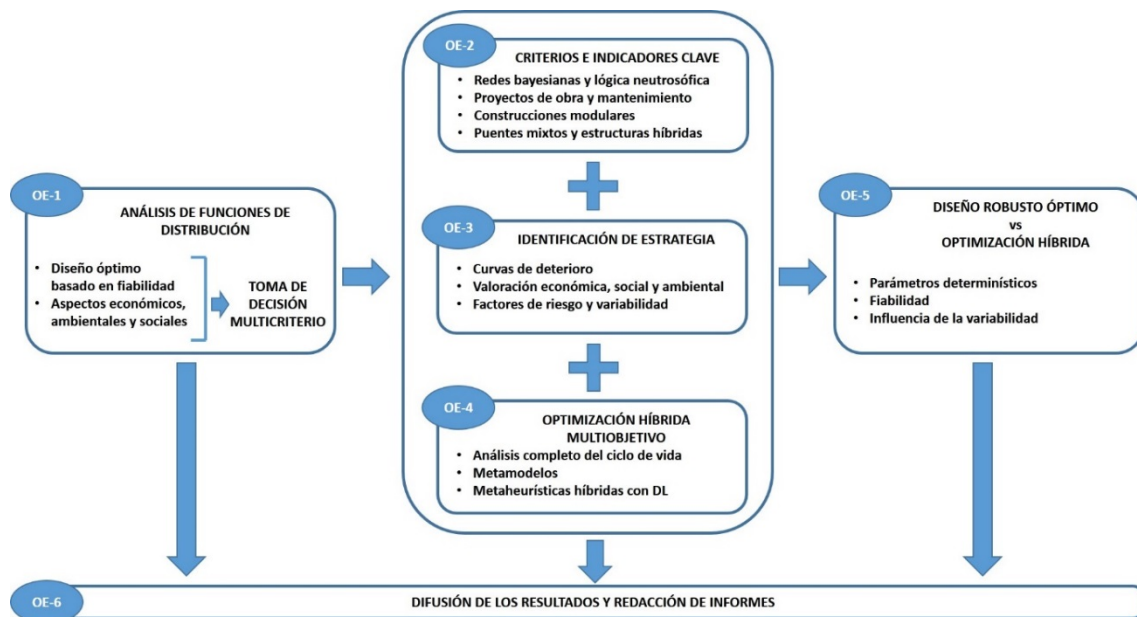 OE-1
ANÁLISIS DE FUNCIONES DE
DISTRIBUCIÓN
• Diseño óptimo
basado en fiabilidad
• Aspectos económicos,
ambientales y sociales
TOMA DE
DECISIÓN
MULTICRITERIO
OE-2
CRITERIOS E INDICADORES CLAVE
• Redes bayesianas y lógica neutrosófica
• Proyectos de obra y mantenimiento
• Construcciones modulares
• Puentes mixtos y estructuras híbridas
OE-3
IDENTIFICACIÓN DE ESTRATEGIA
• Curvas de deterioro
• Valoración económica, social y ambiental
• Factores de riesgo y variabilidad
OE-4
OPTIMIZACIÓN HÍBRIDA
MULTIOBJETIVO
• Análisis completo del ciclo de vida
• Metamodelos
• Metaheurísticas híbridas con DL
OE-5
DISEÑO ROBUSTO ÓPTIMO
vs
OPTIMIZACIÓN HÍBRIDA
• Parámetros determinísticos
• Fiabilidad
• Influencia de la variabilidad
OE-6
DIFUSIÓN DE LOS RESULTADOS Y REDACCIÓN DE INFORMES